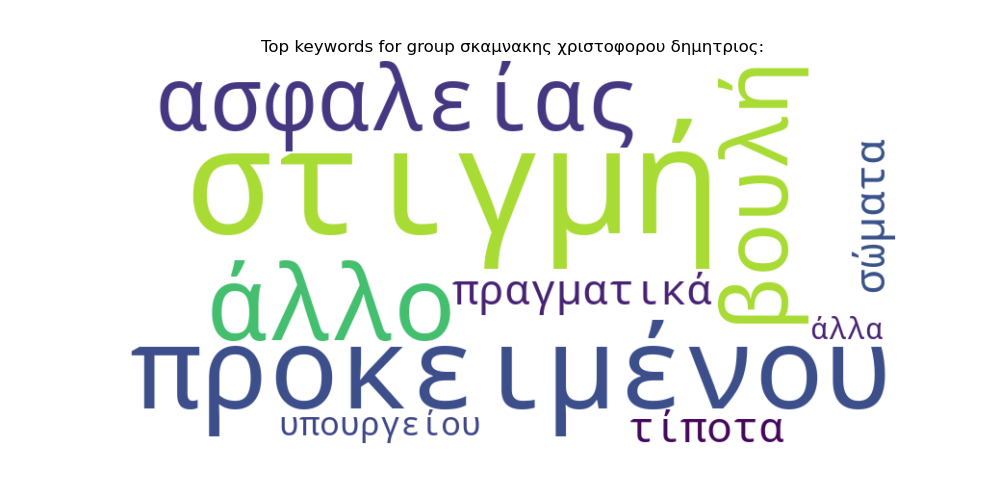 Top keywords for group σκαμνακης χριστοφορου δημητριος:
ασφαλείας
στιγμή
βουλή
σώματα
άλλο
πραγματικά
άλλα
προκειμένου
υπουργείου
τίποτα